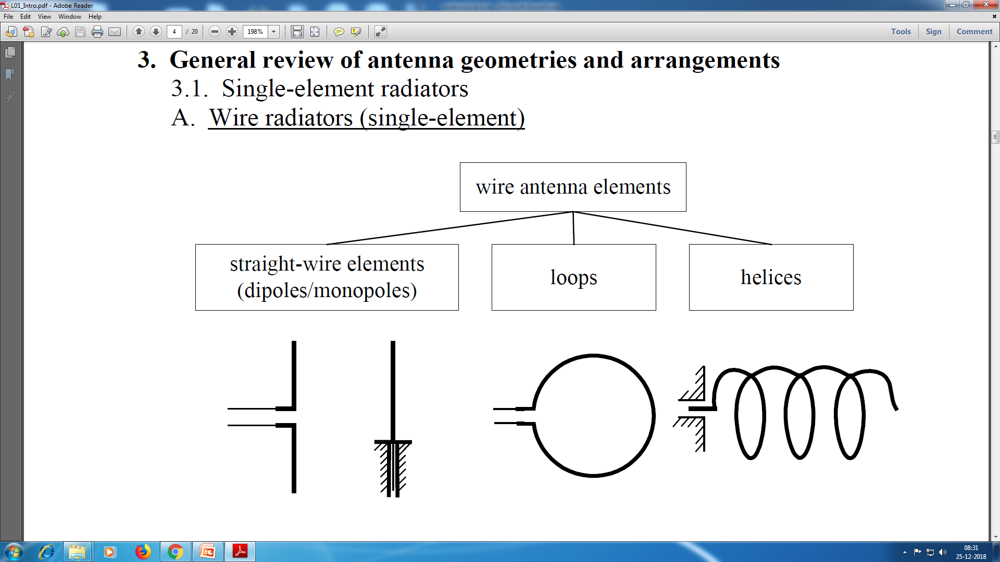 L01_Intro.pdf - Adobe Reader
File Edit View Window Help
4 / 20 198% Tools Sign Comment
3. General review of antenna geometries and arrangements
3.1. Single-element radiators
A. Wire radiators (single-element)
wire antenna elements
straight-wire elements
(dipoles/monopoles)
loops
helices
08:31
25-12-2018